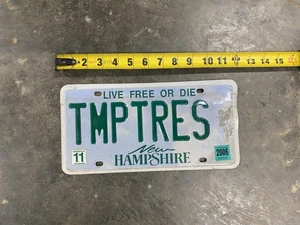 2 3 4 5 6 7 8 9 10 11 12 13 14 15
LIVE FREE OR DIE
TMPTRES
11
New
2006
HAMPSHIRE